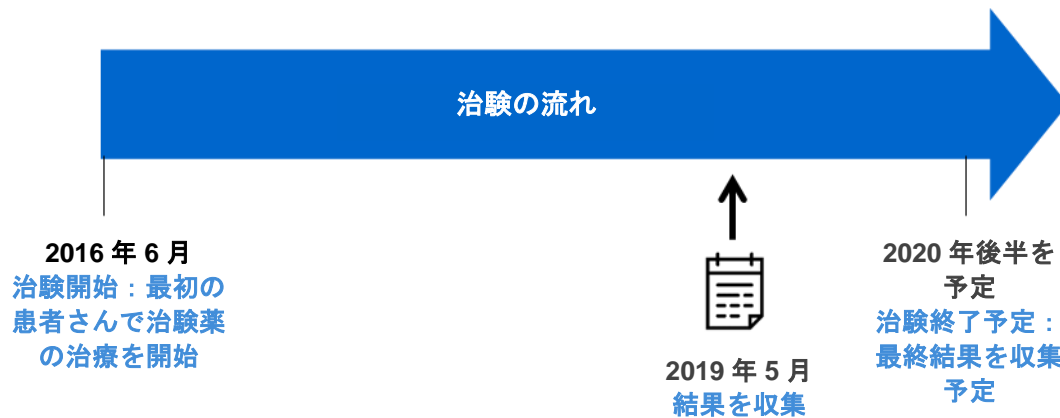 治験の流れ
2016 年 6 月
治験開始：最初の
患者さんで治験薬
の治療を開始
2019 年 5 月
結果を収集
2020 年後半を
予定
治験終了予定：
最終結果を収集
予定